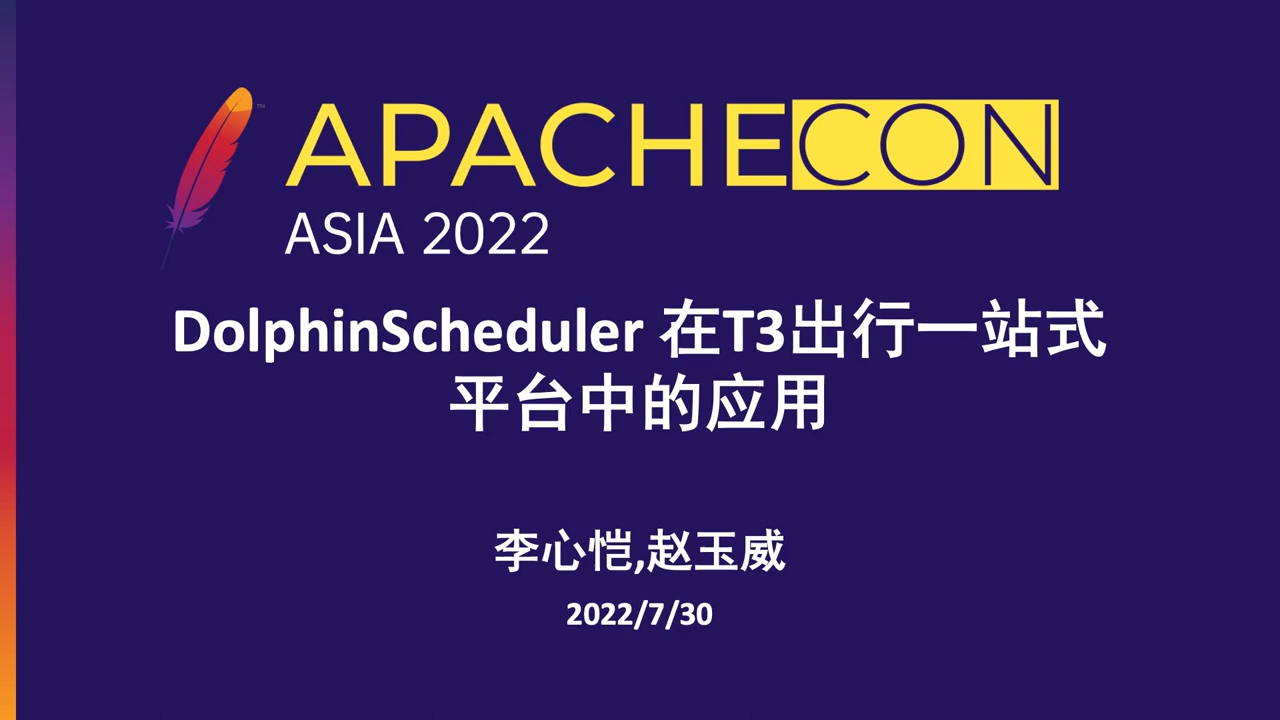 APACHECON
ASIA 2022
DolphinScheduler 在T3出行一站式
平台中的应用
李心恺,赵玉威
2022/7/30